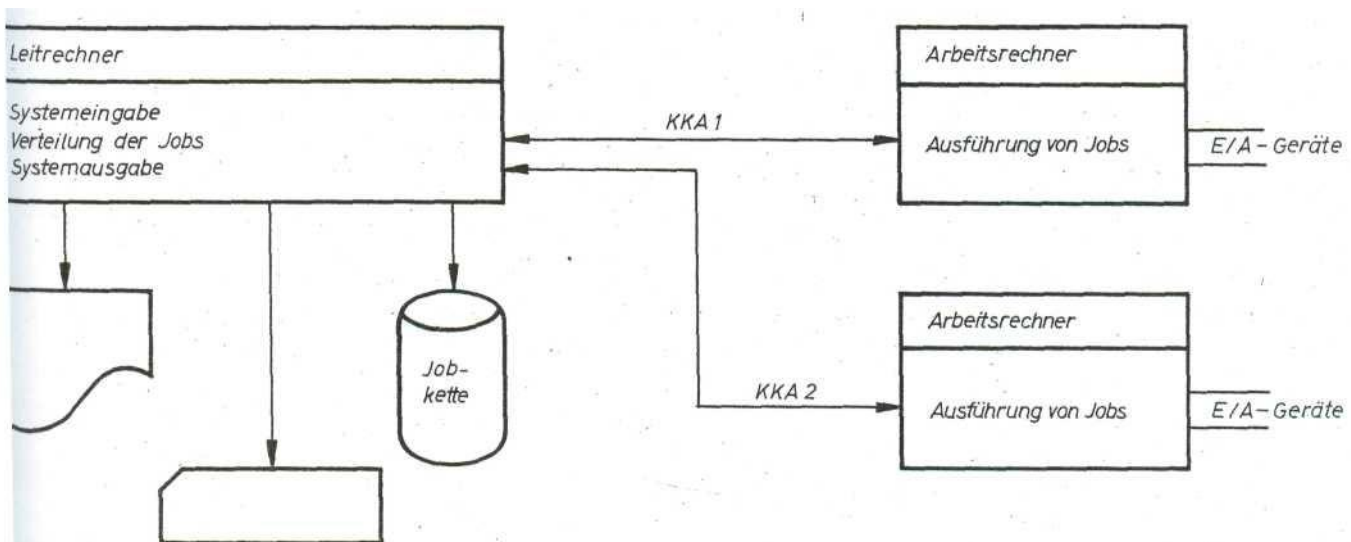 Leitrechner
Systemeingabe
Verteilung der Jobs
Systemausgabe
KKA 1
Arbeitsrechner
Ausführung von Jobs
E/A - Geräte
Job-
kette
KKA 2
Arbeitsrechner
Ausführung von Jobs
E/A - Geräte